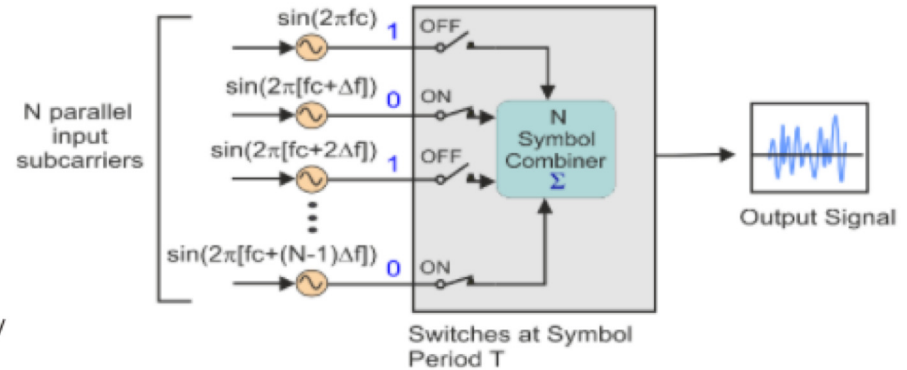 sin(2πfc)
1
OFF
sin(2π[fc+Δf])
0
ON
N parallel
input
subcarriers
sin(2π[fc+2Δf])
1
OFF
N
Symbol
Combiner
Σ
Output Signal
sin(2π[fc+(N-1)Δf])
0
ON
Switches at Symbol
Period T